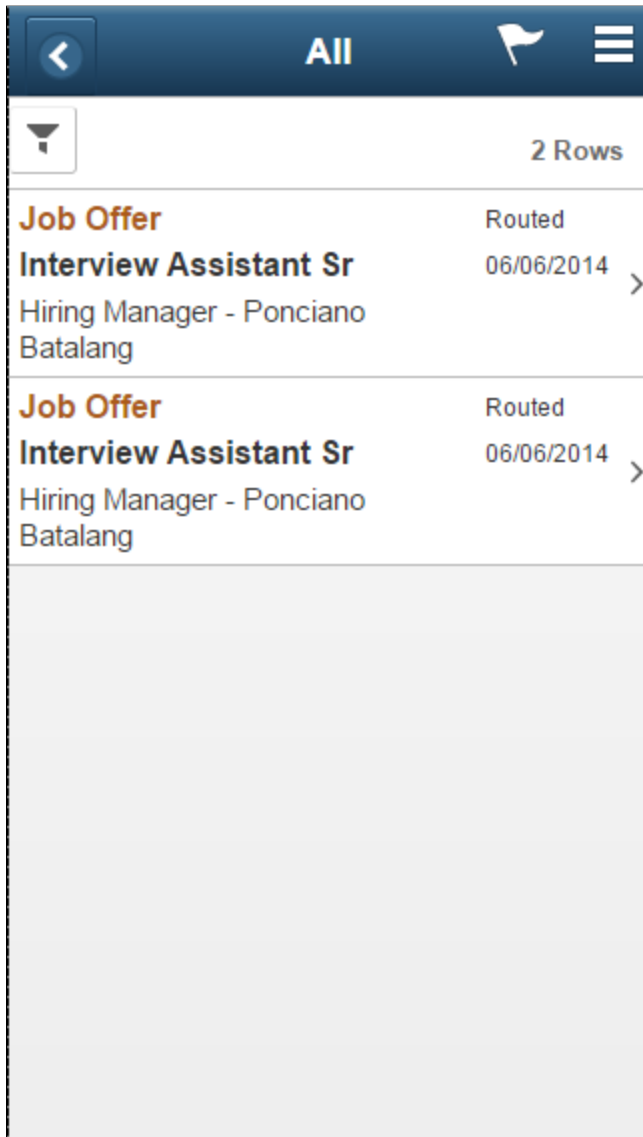 All
2 Rows
Job Offer
Routed
Interview Assistant Sr
06/06/2014
Hiring Manager - Ponciano
Batalang
Job Offer
Routed
Interview Assistant Sr
06/06/2014
Hiring Manager - Ponciano
Batalang